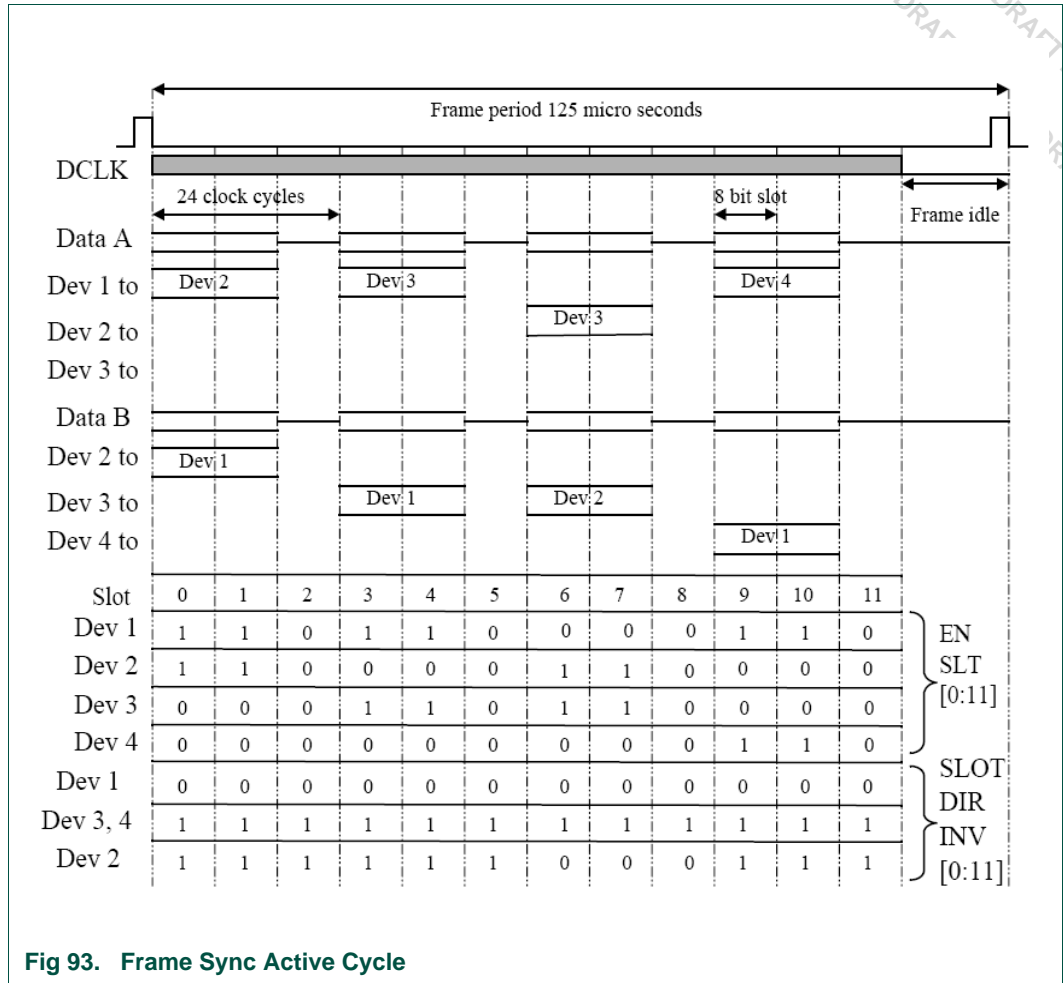 DRAFT
DRAFT
Frame period 125 micro seconds
DCLK
24 clock cycles
8 bit slot
Frame idle
Data A
Dev 1 to
Dev 2
Dev 3
Dev 4
Dev 2 to
Dev 3
Dev 3 to
Data B
Dev 2 to
Dev 1
Dev 3 to
Dev 1
Dev 2
Dev 4 to
Dev 1
Slot 0 1 2 3 4 5 6 7 8 9 10 11
Dev 1 1 1 0 1 1 0 0 0 0 1 1 0
Dev 2 1 1 0 0 0 0 1 1 0 0 0 0
Dev 3 0 0 0 1 1 0 1 1 0 0 0 0
Dev 4 0 0 0 0 0 0 0 0 0 1 1 0
EN
SLT
[0:11]
Dev 1 0 0 0 0 0 0 0 0 0 0 0 0
Dev 3, 4 1 1 1 1 1 1 1 1 1 1 1 1
Dev 2 1 1 1 1 1 1 0 0 0 1 1 1
SLOT
DIR
INV
[0:11]
Fig 93. Frame Sync Active Cycle